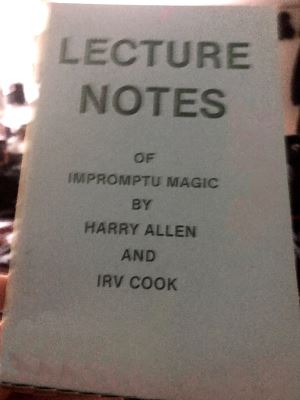 LECTURE
NOTES
OF
IMPROMPTU MAGIC
BY
HARRY ALLEN
AND
IRV COOK